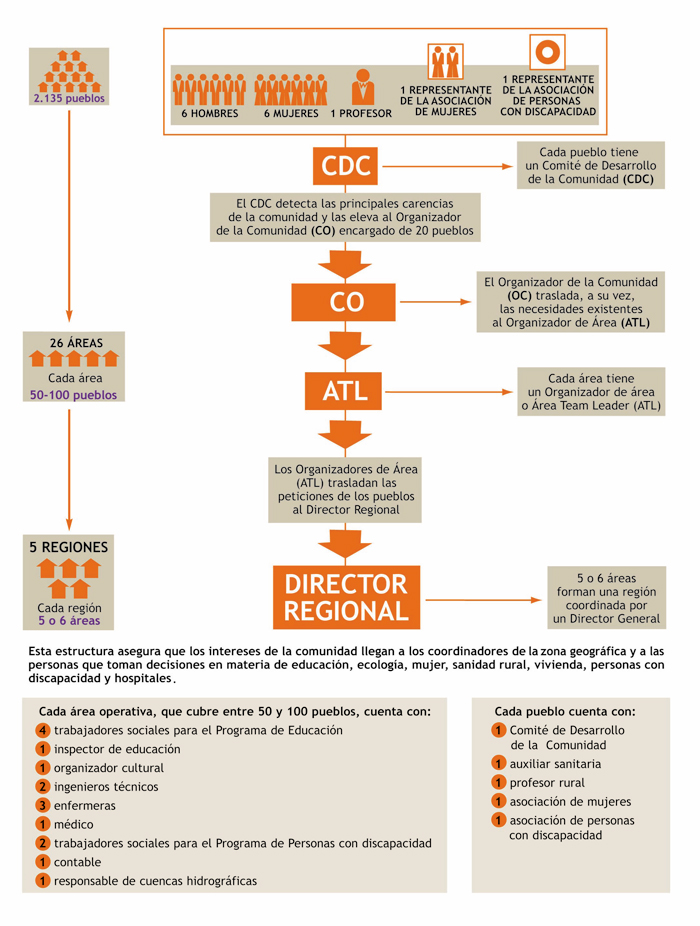 2.135 pueblos
6 HOMBRES
6 MUJERES
1 PROFESOR
1 REPRESENTANTE
DE LA ASOCIACIÓN
DE MUJERES
1 REPRESENTANTE
DE LA ASOCIACIÓN
DE PERSONAS
CON DISCAPACIDAD
CDC
Cada pueblo tiene
un Comité de Desarrollo
de la Comunidad (CDC)
El CDC detecta las principales carencias
de la comunidad y las eleva al Organizador
de la Comunidad (CO) encargado de 20 pueblos
CO
El Organizador de la Comunidad
(OC) traslada, a su vez,
las necesidades existentes
al Organizador de Área (ATL)
26 ÁREAS
Cada área
50-100 pueblos
ATL
Cada área tiene
un Organizador de área
o Área Team Leader (ATL)
Los Organizadores de Área
(ATL) trasladan las
peticiones de los pueblos
al Director Regional
5 REGIONES
Cada región
5 o 6 áreas
DIRECTOR
REGIONAL
5 o 6 áreas
forman una región
coordinada por
un Director General
Esta estructura asegura que los intereses de la comunidad llegan a los coordinadores de la zona geográfica y a las
personas que toman decisiones en materia de educación, ecología, mujer, sanidad rural, vivienda, personas con
discapacidad y hospitales.
Cada área operativa, que cubre entre 50 y 100 pueblos, cuenta con:
4 trabajadores sociales para el Programa de Educación
1 inspector de educación
1 organizador cultural
2 ingenieros técnicos
3 enfermeras
1 médico
2 trabajadores sociales para el Programa de Personas con discapacidad
1 contable
1 responsable de cuencas hidrográficas
Cada pueblo cuenta con:
1 Comité de Desarrollo
de la Comunidad
1 auxiliar sanitaria
1 profesor rural
1 asociación de mujeres
1 asociación de personas
con discapacidad